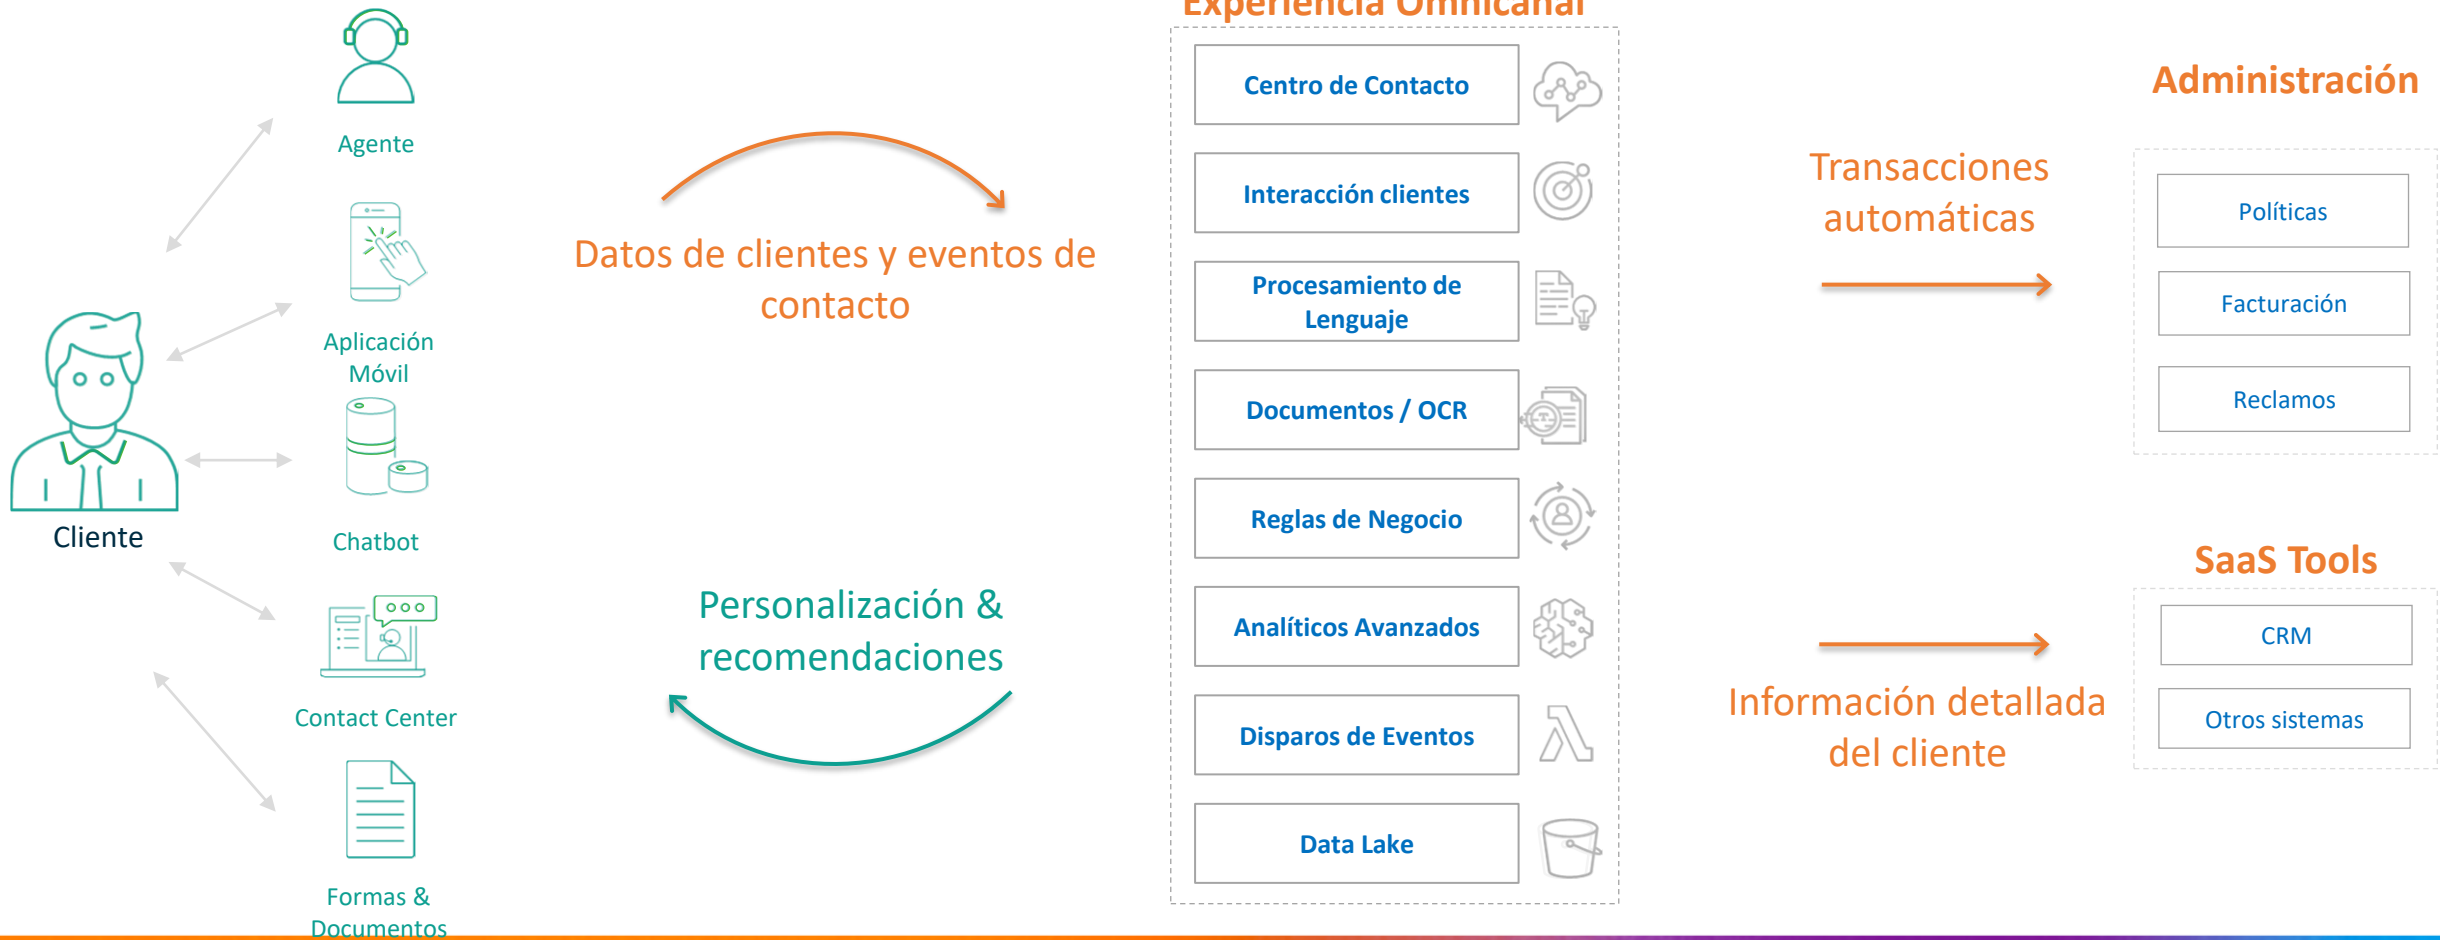 Agente
Aplicación
Móvil
Cliente
Chatbot
Contact Center
Formas &
Documentos
Datos de clientes y eventos de
contacto
Personalización &
recomendaciones
Experiencia Omnicanal
Centro de Contacto
Interacción clientes
Procesamiento de
Lenguaje
Documentos / OCR
Reglas de Negocio
Analíticos Avanzados
Disparos de Eventos
Data Lake
Transacciones
automáticas
Información detallada
del cliente
Administración
Políticas
Facturación
Reclamos
SaaS Tools
CRM
Otros sistemas